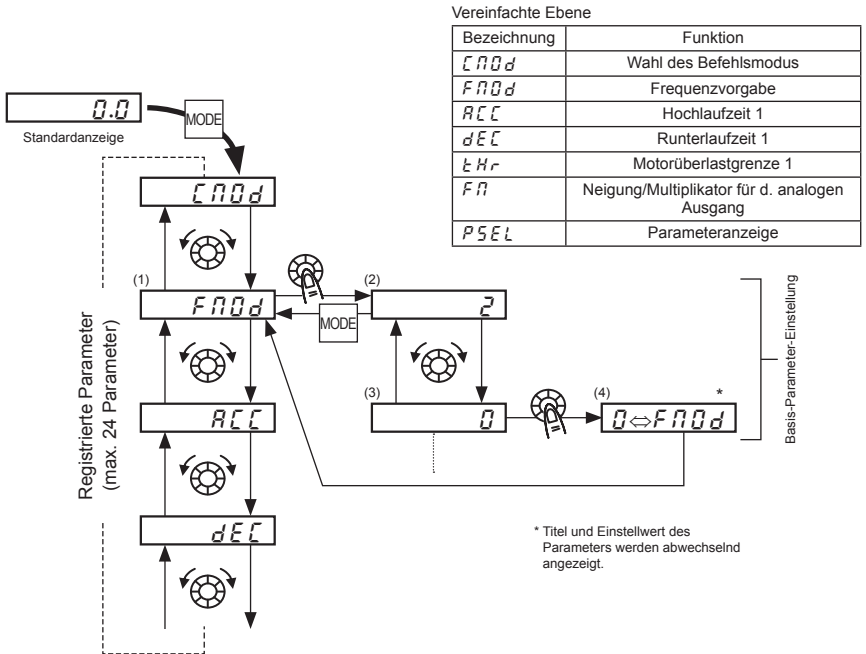 Vereinfachte Ebene
Bezeichnung Funktion
CMOd Wahl des Befehlsmodus
FMOd Frequenzvorgabe
ACC Hochlaufzeit 1
dEC Runterlaufzeit 1
tHr Motorüberlastgrenze 1
FM Neigung/Multiplikator für d. analogen
Ausgang
PSEL Parameteranzeige
0.0
MODE
Standardanzeige
CMOd
(1)
FMOd
(2)
2
MODE
(3)
0
(4)
*
0⇔FMOd
ACC
dEC
Registrierte Parameter
(max. 24 Parameter)
Basis-Parameter-Einstellung
* Titel und Einstellwert des
Parameters werden abwechselnd
angezeigt.